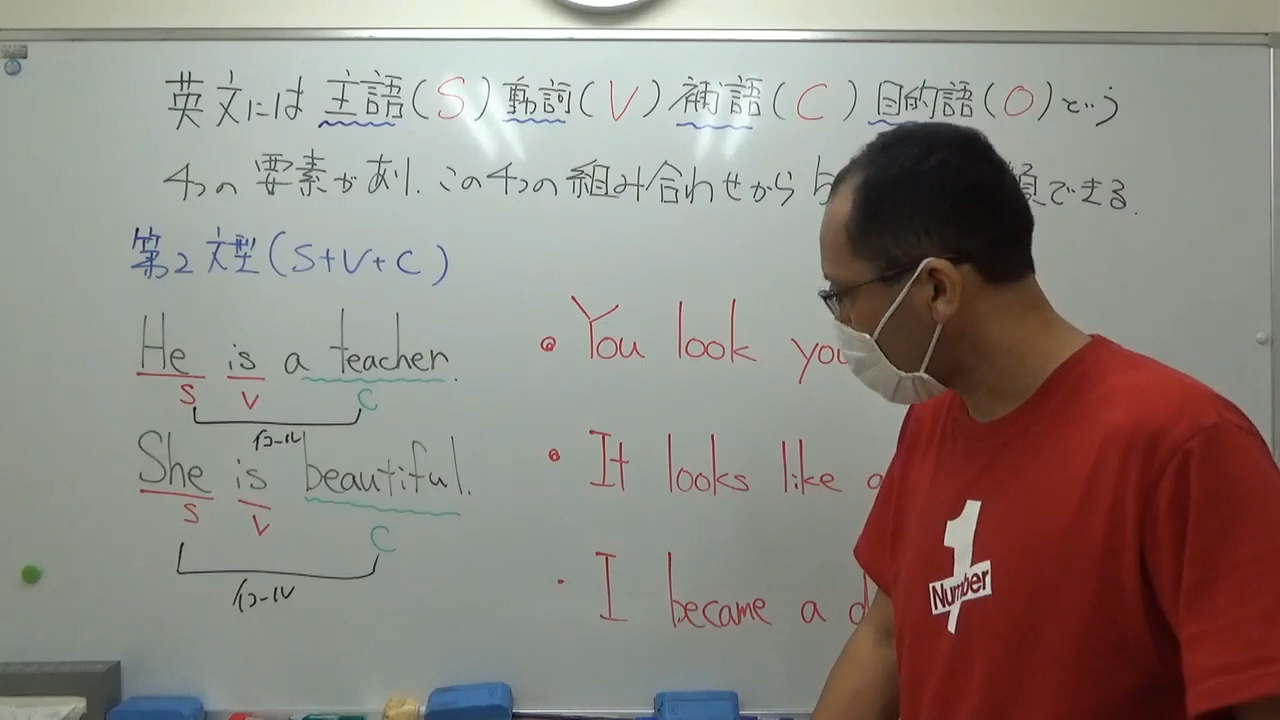 英文には 主語(S)動詞(V)補語(C)目的語(O)という
4つの 要素があり、この4つの組み合わせから できる.
第2文型(S+V+C)
He is a teacher.
S V C
イコール
She is beautiful.
S V C
イコール
• You look
• It looks like
• I became a
1
Number